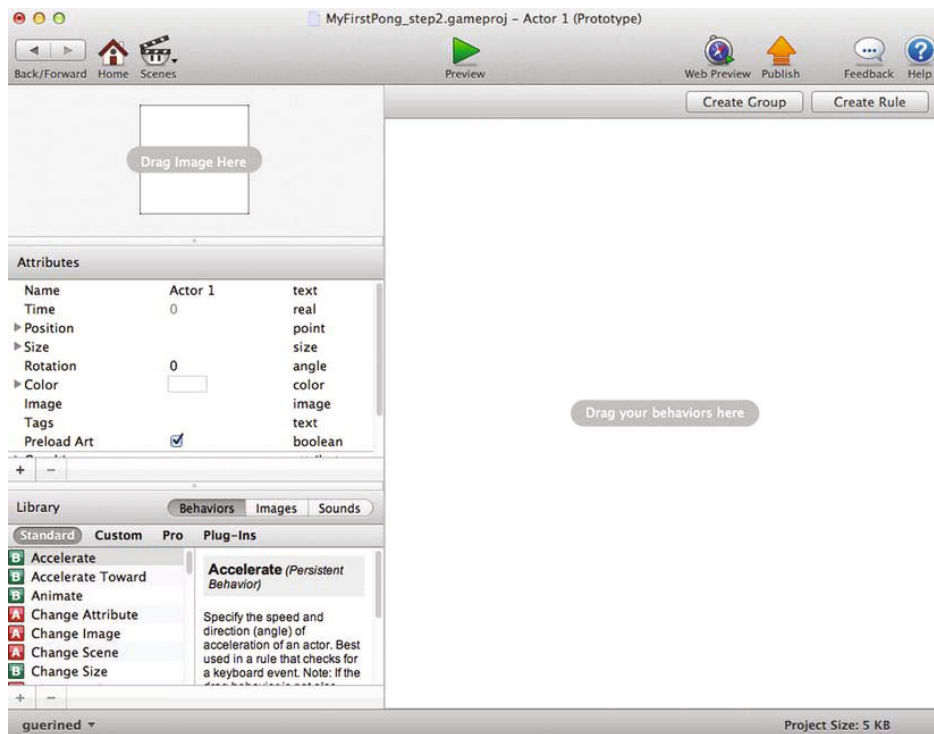 MyFirstPong_step2.gameproj – Actor 1 (Prototype)
Back/Forward Home Scenes Preview Web Preview Publish Feedback Help
Create Group Create Rule
Drag Image Here
Attributes
Name Actor 1 text
Time 0 real
Position point
Size size
Rotation 0 angle
Color color
Image image
Tags text
Preload Art boolean
Drag your behaviors here
Library Behaviors Images Sounds
Standard Custom Pro Plug-Ins
B Accelerate
B Accelerate Toward
B Animate
A Change Attribute
A Change Image
A Change Scene
B Change Size
Accelerate (Persistent
Behavior)
Specify the speed and
direction (angle) of
acceleration of an actor. Best
used in a rule that checks for
a keyboard event. Note: If the
guerined
Project Size: 5 KB